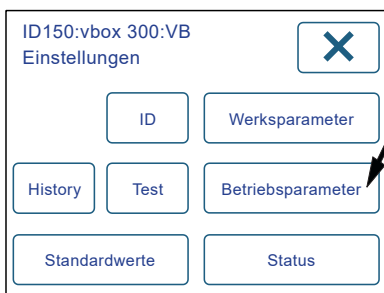 ID150:vbox 300:VB
Einstellungen
ID
Werksparameter
History
Test
Betriebsparameter
Standardwerte
Status